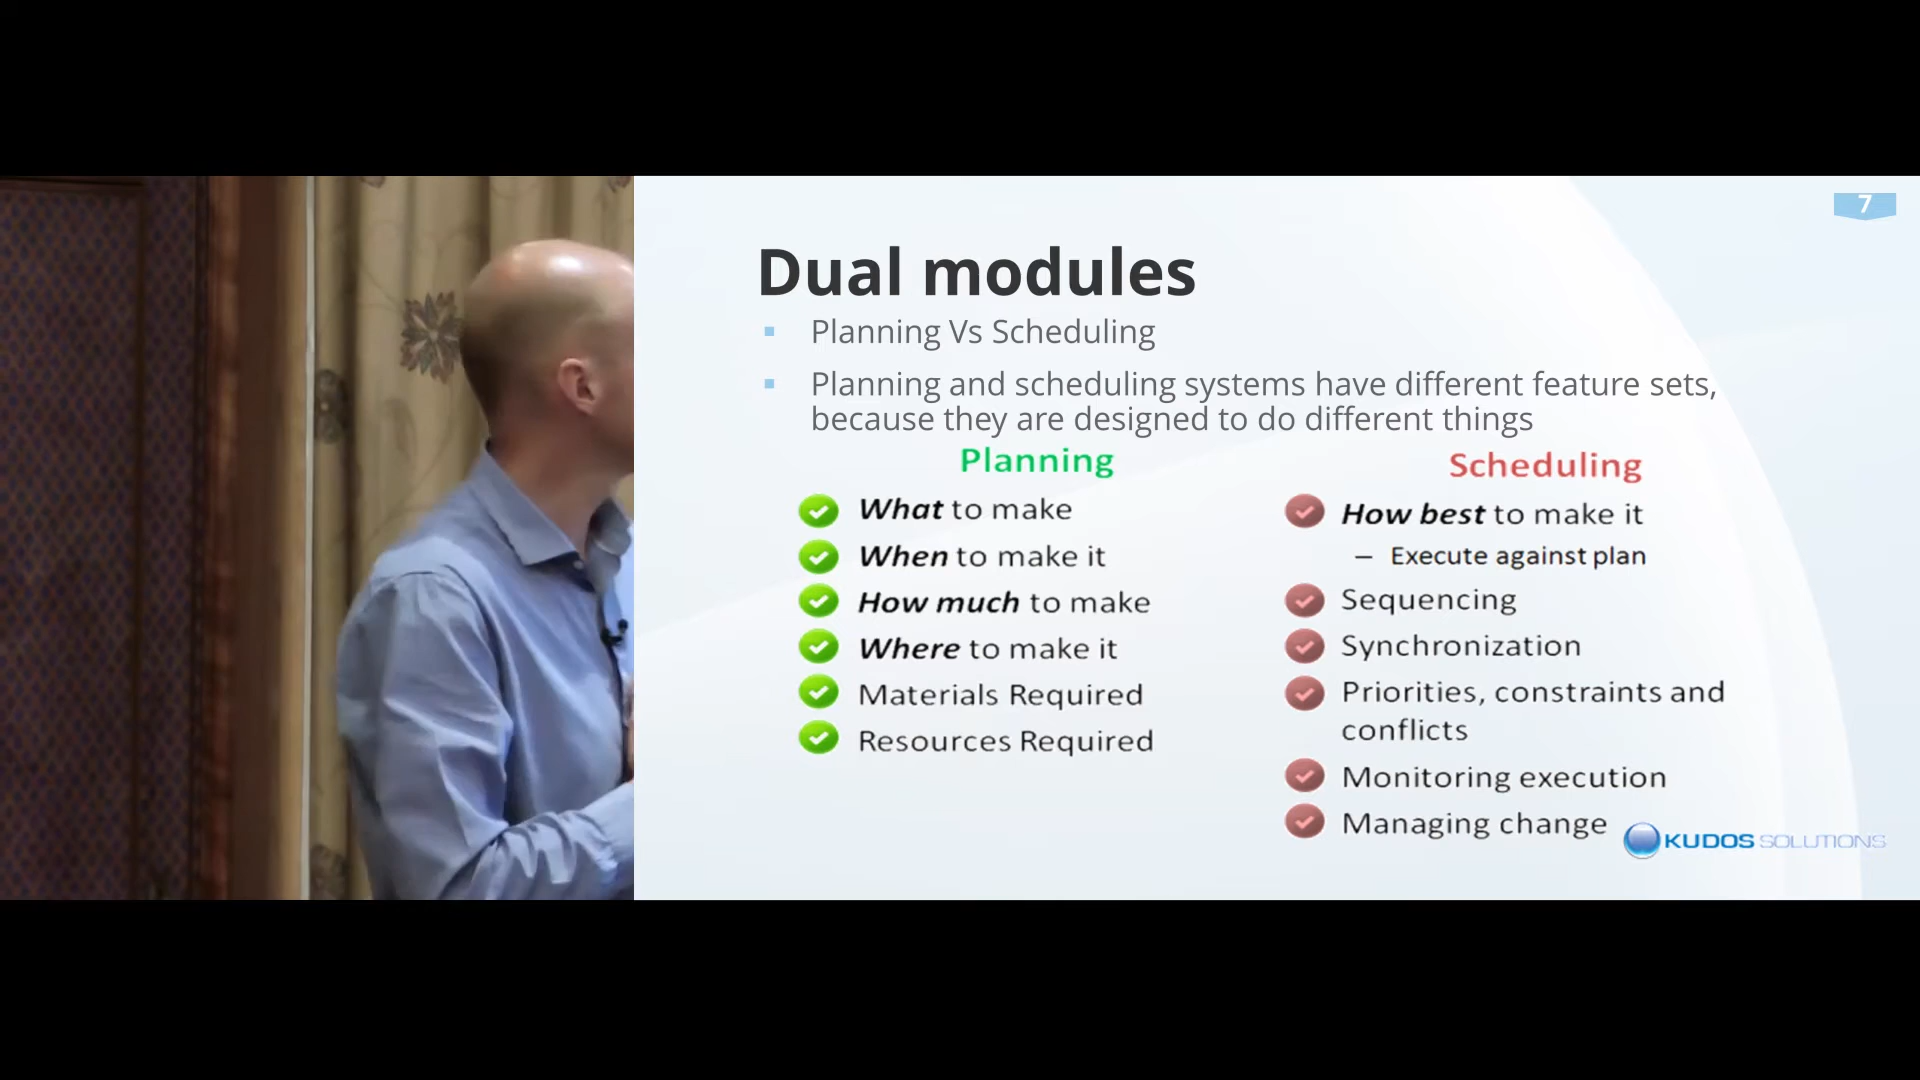 7
Dual modules
Planning Vs Scheduling
Planning and scheduling systems have different feature sets,
because they are designed to do different things
Planning
What to make
When to make it
How much to make
Where to make it
Materials Required
Resources Required
Scheduling
How best to make it
– Execute against plan
Sequencing
Synchronization
Priorities, constraints and
conflicts
Monitoring execution
Managing change
KUDOS SOLUTIONS